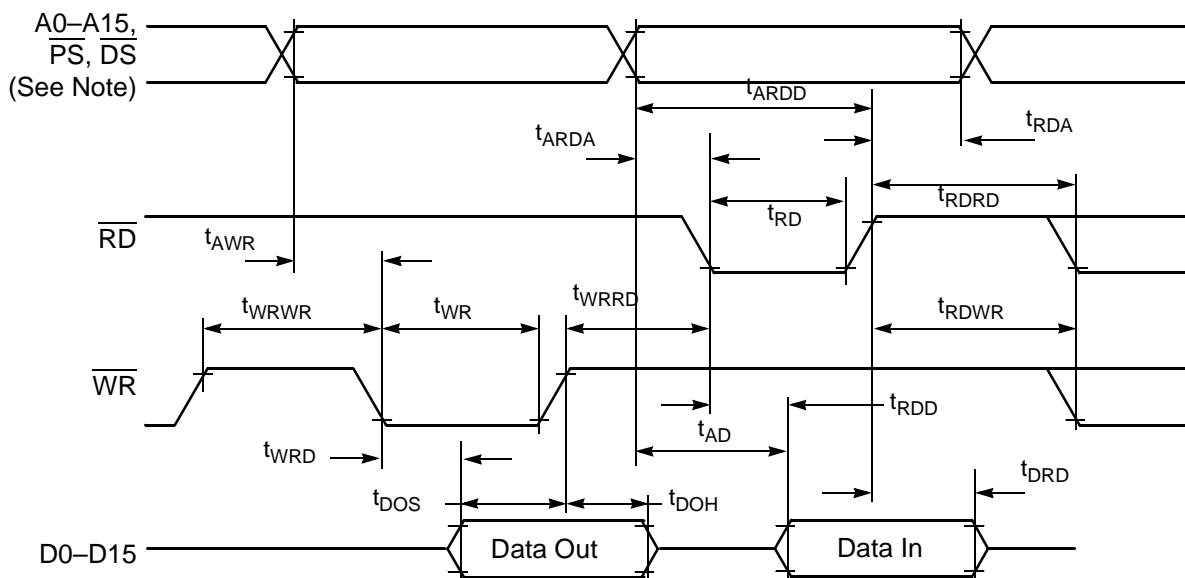 A0–A15,
PS, DS
(See Note)
tARDD
tARDA
tRDA
tRDRD
tRD
RD
tAWR
tWRWR
tWR
tWRRD
tRDWR
WR
tRDD
tAD
tWRD
tDRD
tDOS
tDOH
D0–D15
Data Out
Data In